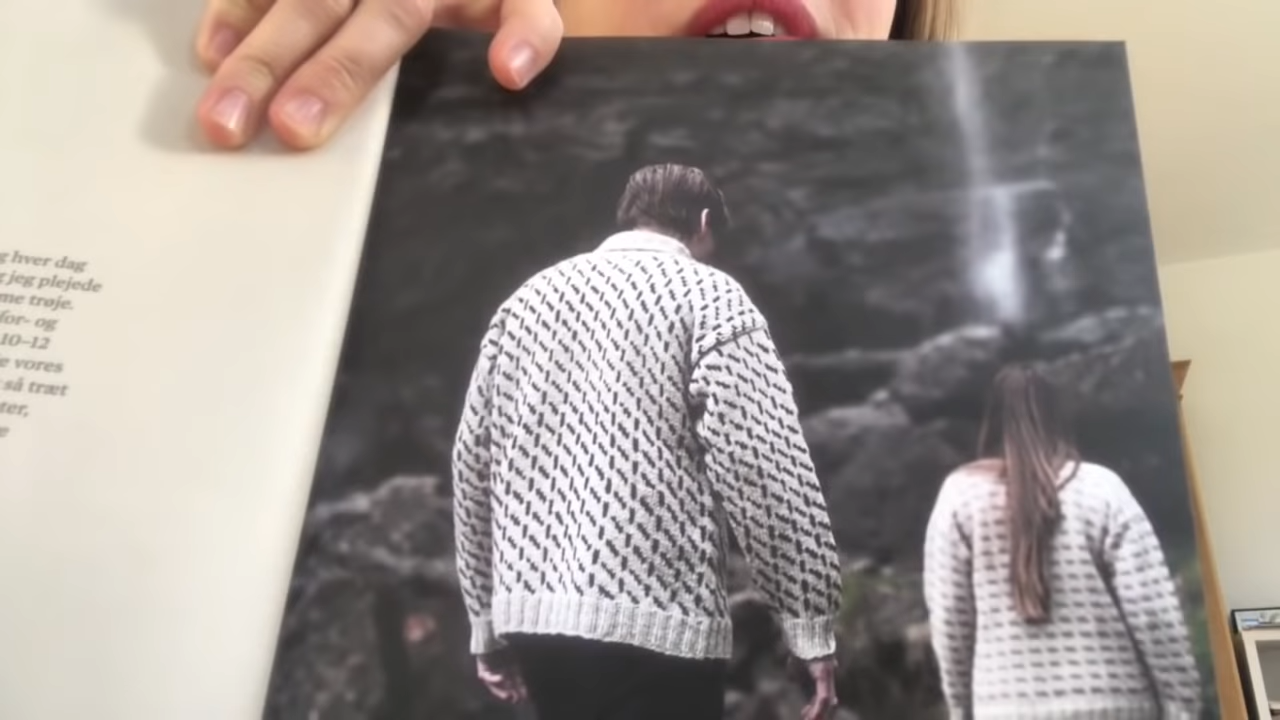 g hver dag
g jeg plejede
me trøje.
for- og
10–12
e vores
så træt
ter,
e